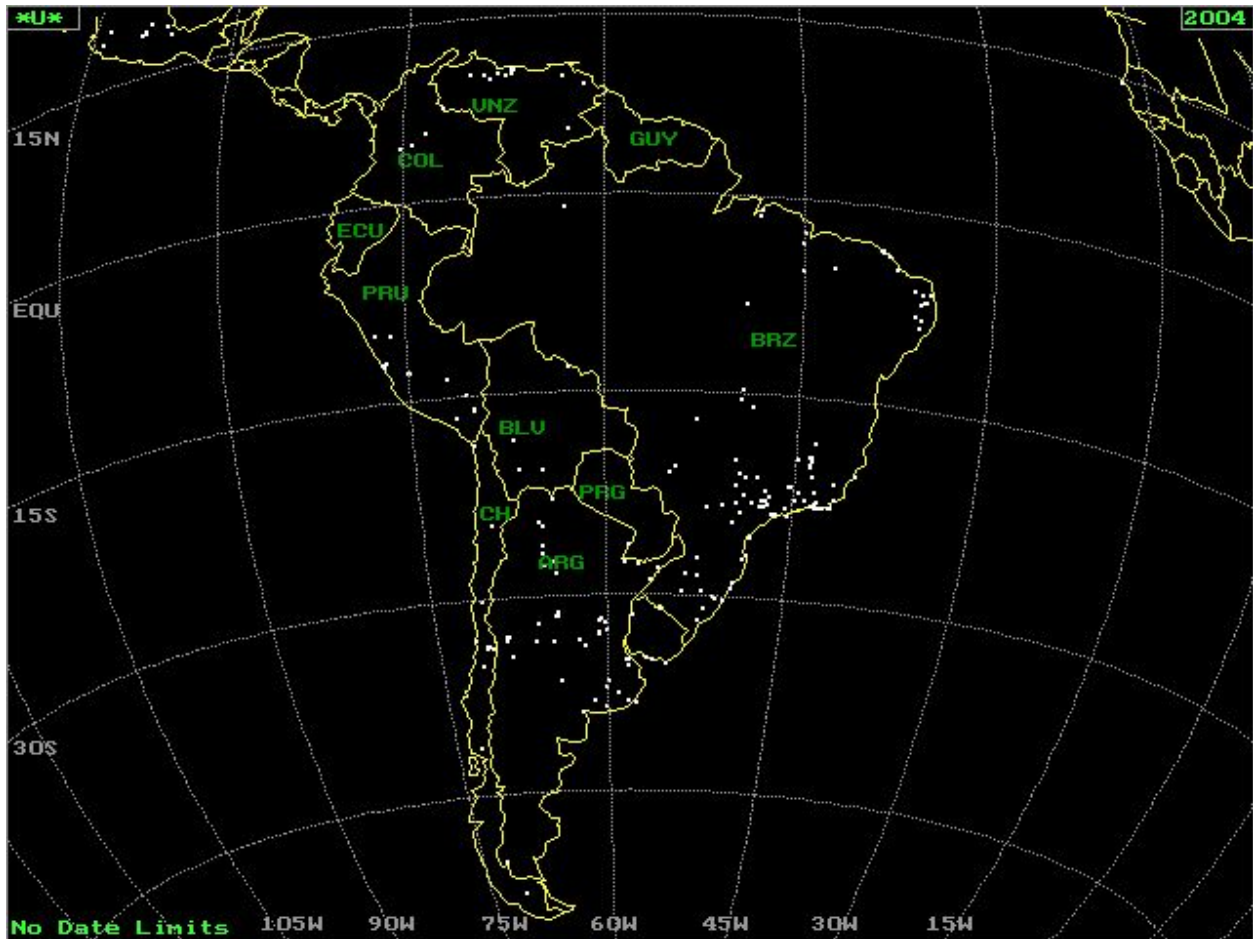 *U*
2004
VNZ
15N
GUY
COL
ECU
PRU
EQU
BRZ
BLV
PRG
15S
CH
ARG
30S
No Date Limits
105W 90W 75W 60W 45W 30W 15W